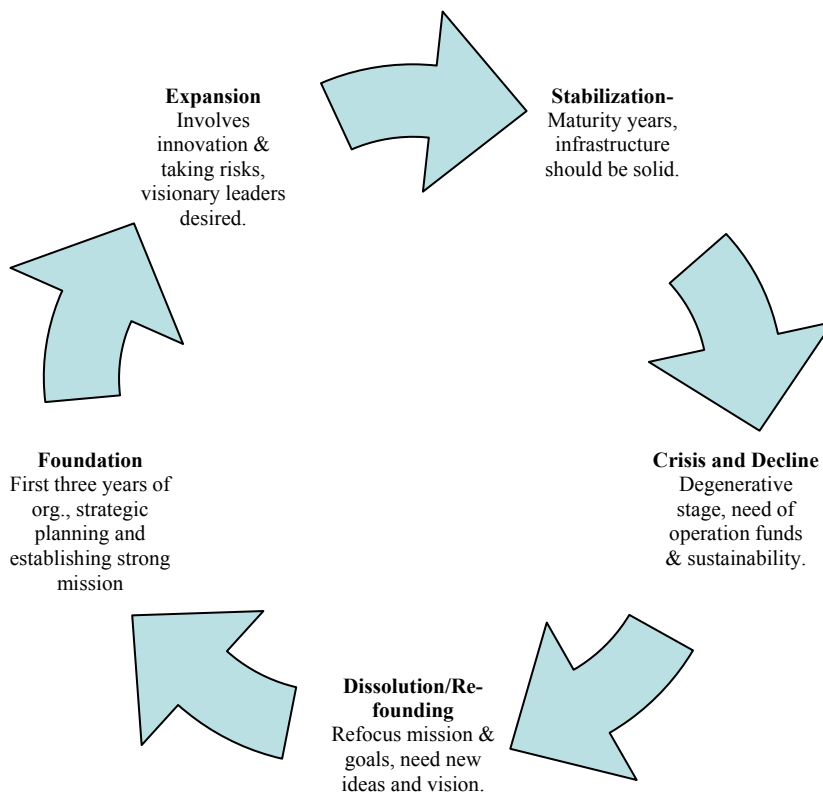 Expansion
Involves
innovation &
taking risks,
visionary leaders
desired.
Stabilization-
Maturity years,
infrastructure
should be solid.
Crisis and Decline
Degenerative
stage, need of
operation funds
& sustainability.
Dissolution/Re-
founding
Refocus mission &
goals, need new
ideas and vision.
Foundation
First three years of
org., strategic
planning and
establishing strong
mission